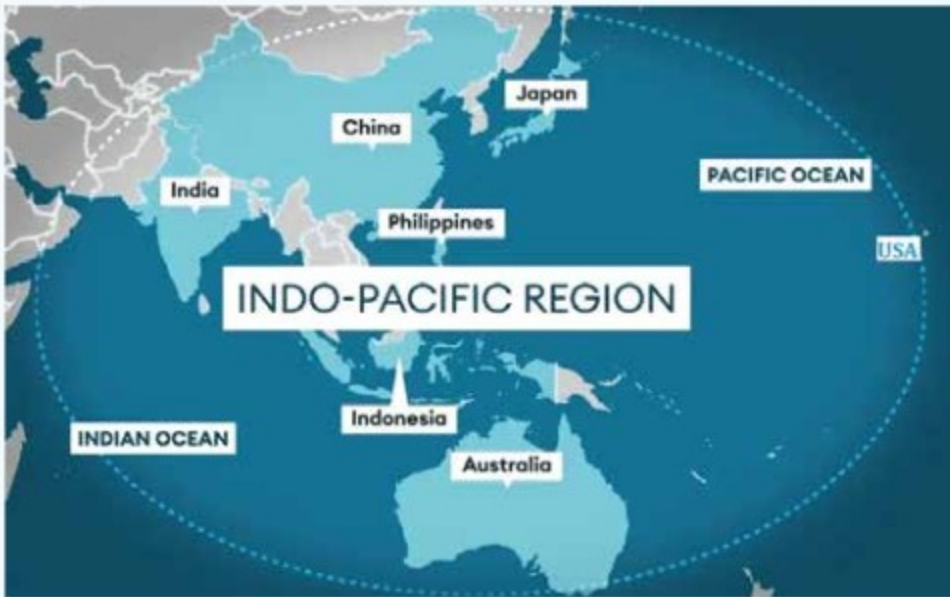 Japan
China
PACIFIC OCEAN
India
Philippines
USA
INDO-PACIFIC REGION
Indonesia
INDIAN OCEAN
Australia